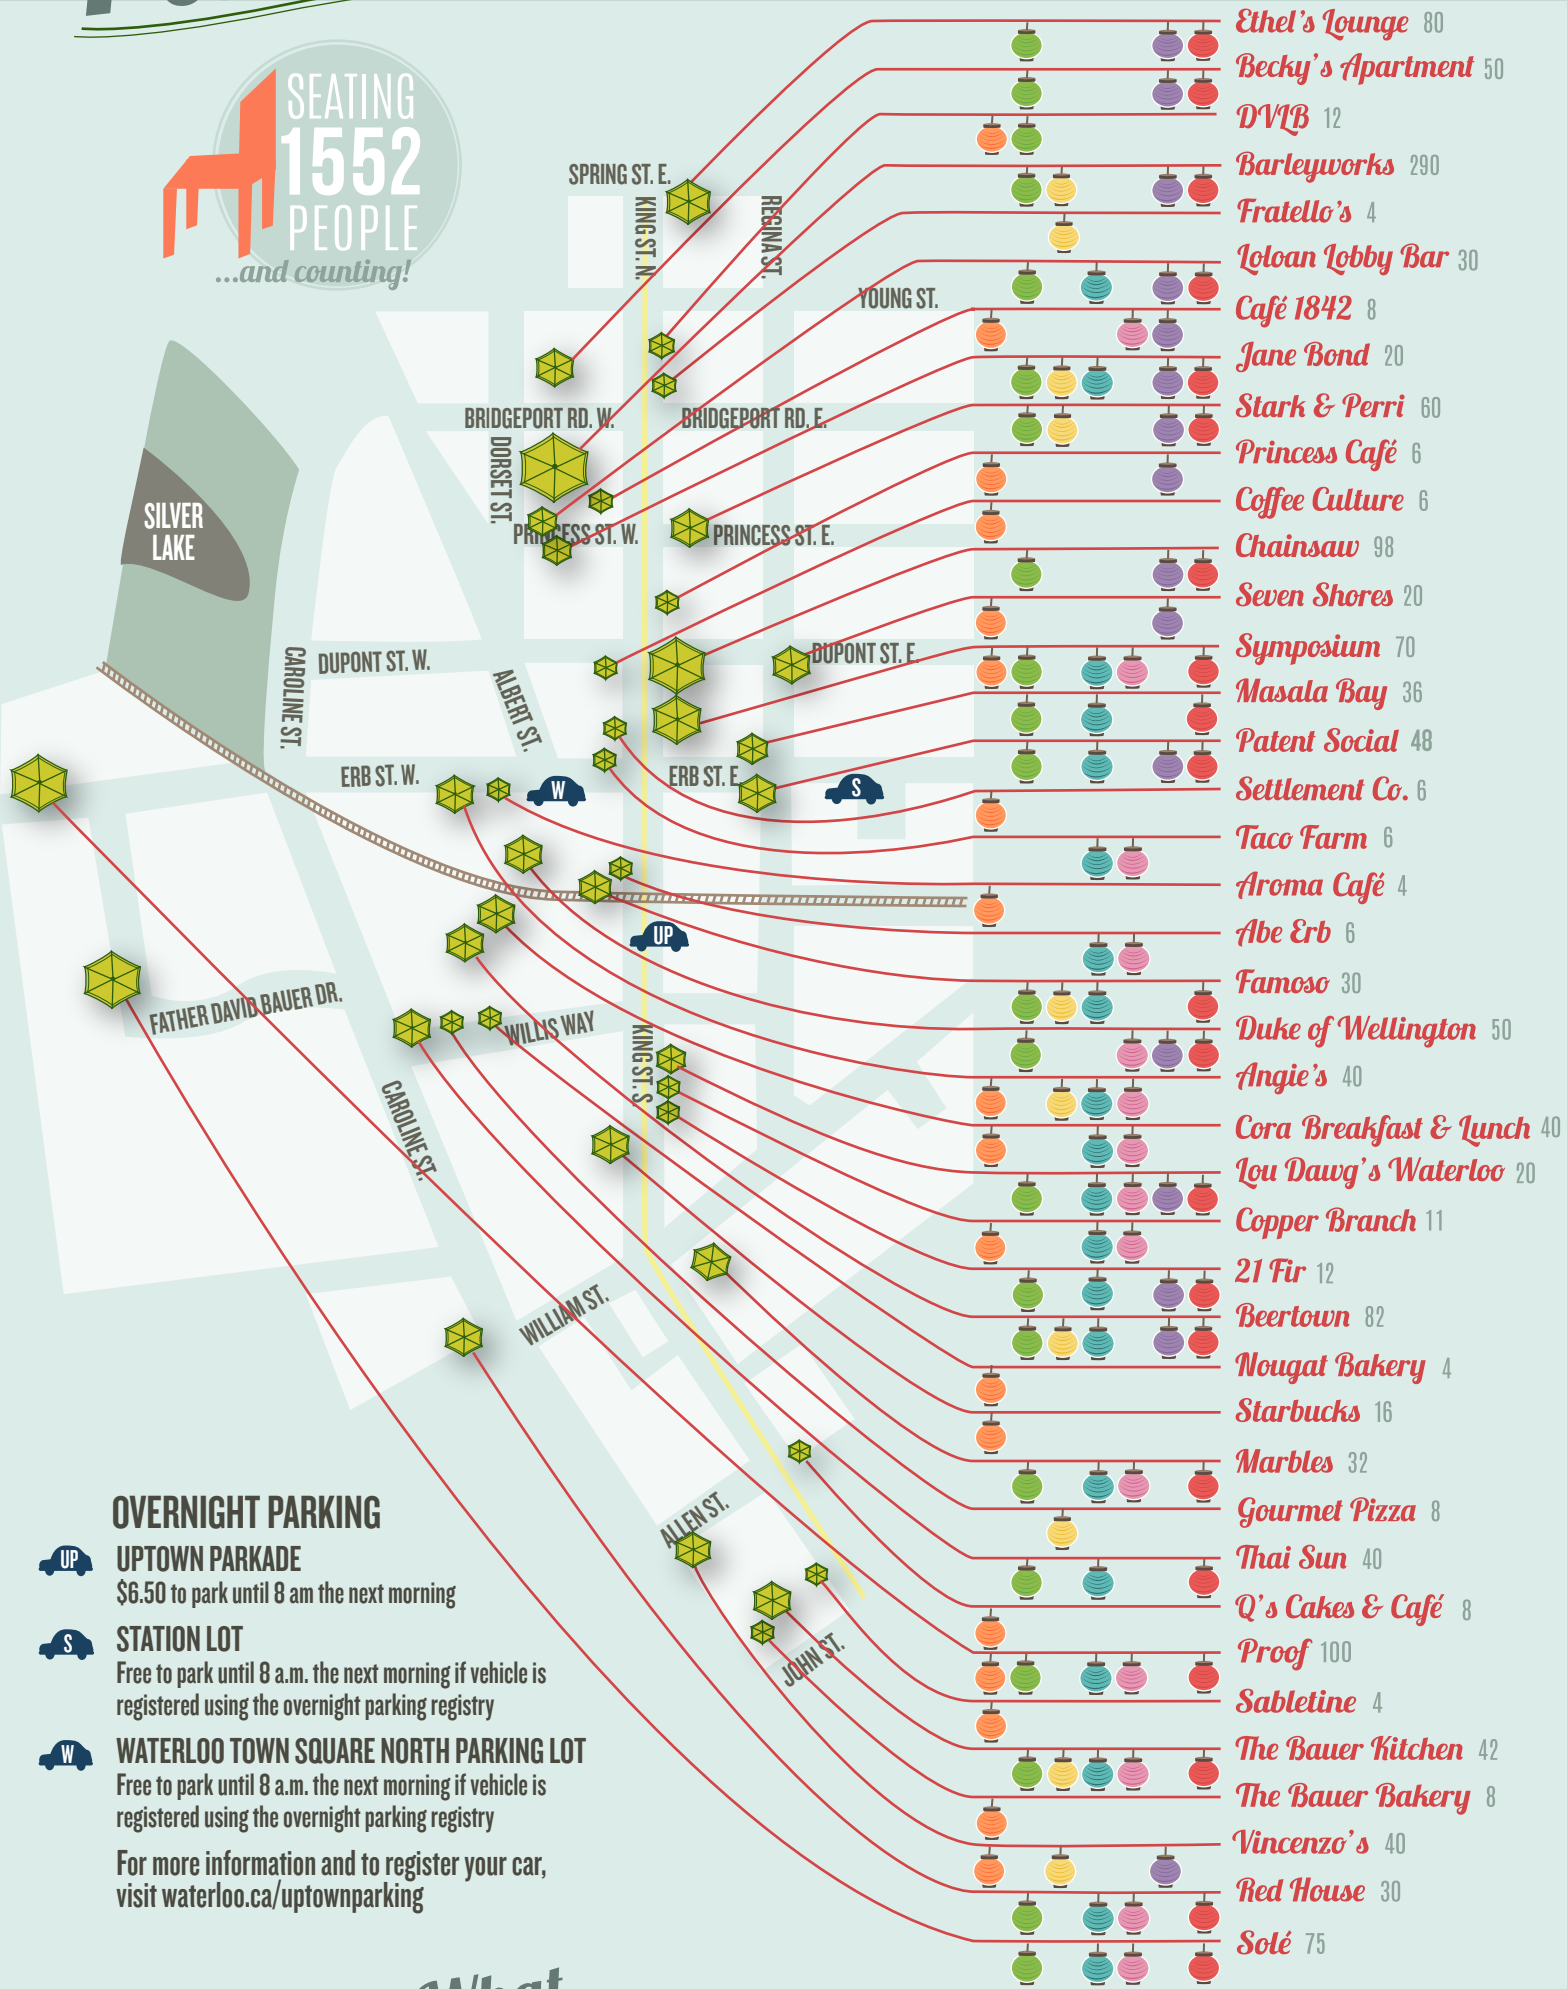 SEATING
1552
PEOPLE
...and counting!
Ethel's Lounge 80
Becky's Apartment 50
DVLB 12
Barleyworks 290
Fratello's 4
Loloan Lobby Bar 30
Café 1842 8
Jane Bond 20
Stark & Perri 60
Princess Café 6
Coffee Culture 6
Chainsaw 98
Seven Shores 20
Symposium 70
Masala Bay 36
Patent Social 48
Settlement Co. 6
Taco Farm 6
Aroma Café 4
Abe Erb 6
Famoso 30
Duke of Wellington 50
Angie's 40
Cora Breakfast & Lunch 40
Lou Dawg's Waterloo 20
Copper Branch 11
21 Fir 12
Beertown 82
Nougat Bakery 4
Starbucks 16
Marbles 32
Gourmet Pizza 8
Thai Sun 40
Q's Cakes & Café 8
Proof 100
Sabletine 4
The Bauer Kitchen 42
The Bauer Bakery 8
Vincenzo's 40
Red House 30
Solé 75
SPRING ST. E.
KING ST. N.
REGINA ST.
YOUNG ST.
BRIDGEPORT RD. W.
BRIDGEPORT RD. E.
DORSET ST.
PRINCESS ST. W.
PRINCESS ST. E.
SILVER
LAKE
CAROLINE ST.
DUPONT ST. W.
DUPONT ST. E.
ALBERT ST.
ERB ST. W.
W
ERB ST. E.
S
UP
FATHER DAVID BAUER DR.
WILLIS WAY
KING ST. S.
CAROLINE ST.
WILLIAM ST.
ALLEN ST.
JOHN ST.
OVERNIGHT PARKING
UP
UPTOWN PARKADE
$6.50 to park until 8 am the next morning
S
STATION LOT
Free to park until 8 a.m. the next morning if vehicle is
registered using the overnight parking registry
W
WATERLOO TOWN SQUARE NORTH PARKING LOT
Free to park until 8 a.m. the next morning if vehicle is
registered using the overnight parking registry
For more information and to register your car,
visit waterloo.ca/uptownparking
What